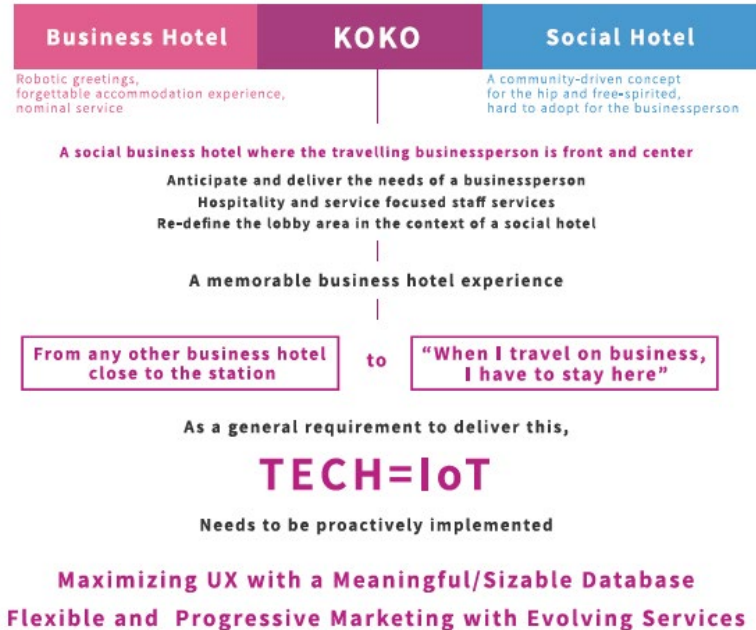 Business Hotel
KOKO
Social Hotel
Robotic greetings,
forgettable accommodation experience,
nominal service
A community-driven concept
for the hip and free-spirited,
hard to adopt for the businessperson
A social business hotel where the travelling businessperson is front and center
Anticipate and deliver the needs of a businessperson
Hospitality and service focused staff services
Re-define the lobby area in the context of a social hotel
A memorable business hotel experience
From any other business hotel
close to the station
to
“When I travel on business,
I have to stay here”
As a general requirement to deliver this,
TECH=IoT
Needs to be proactively implemented
Maximizing UX with a Meaningful/Sizable Database
Flexible and Progressive Marketing with Evolving Services